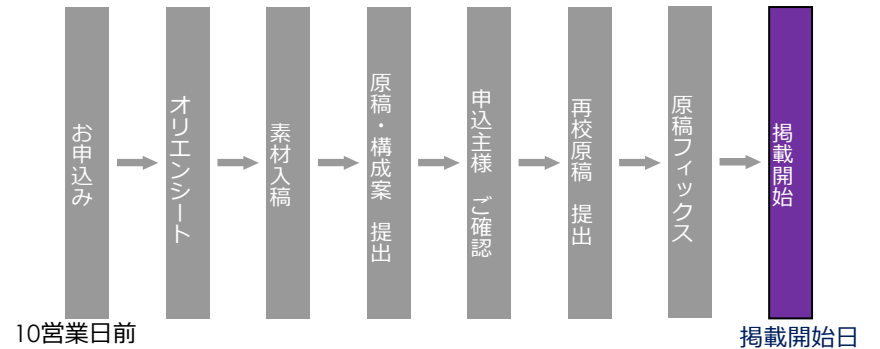 お申込み
オリエンシート
素材入稿
原稿・構成案　提出
申込主様　ご確認
再校原稿　提出
原稿フィックス
掲載開始
10営業日前
掲載開始日